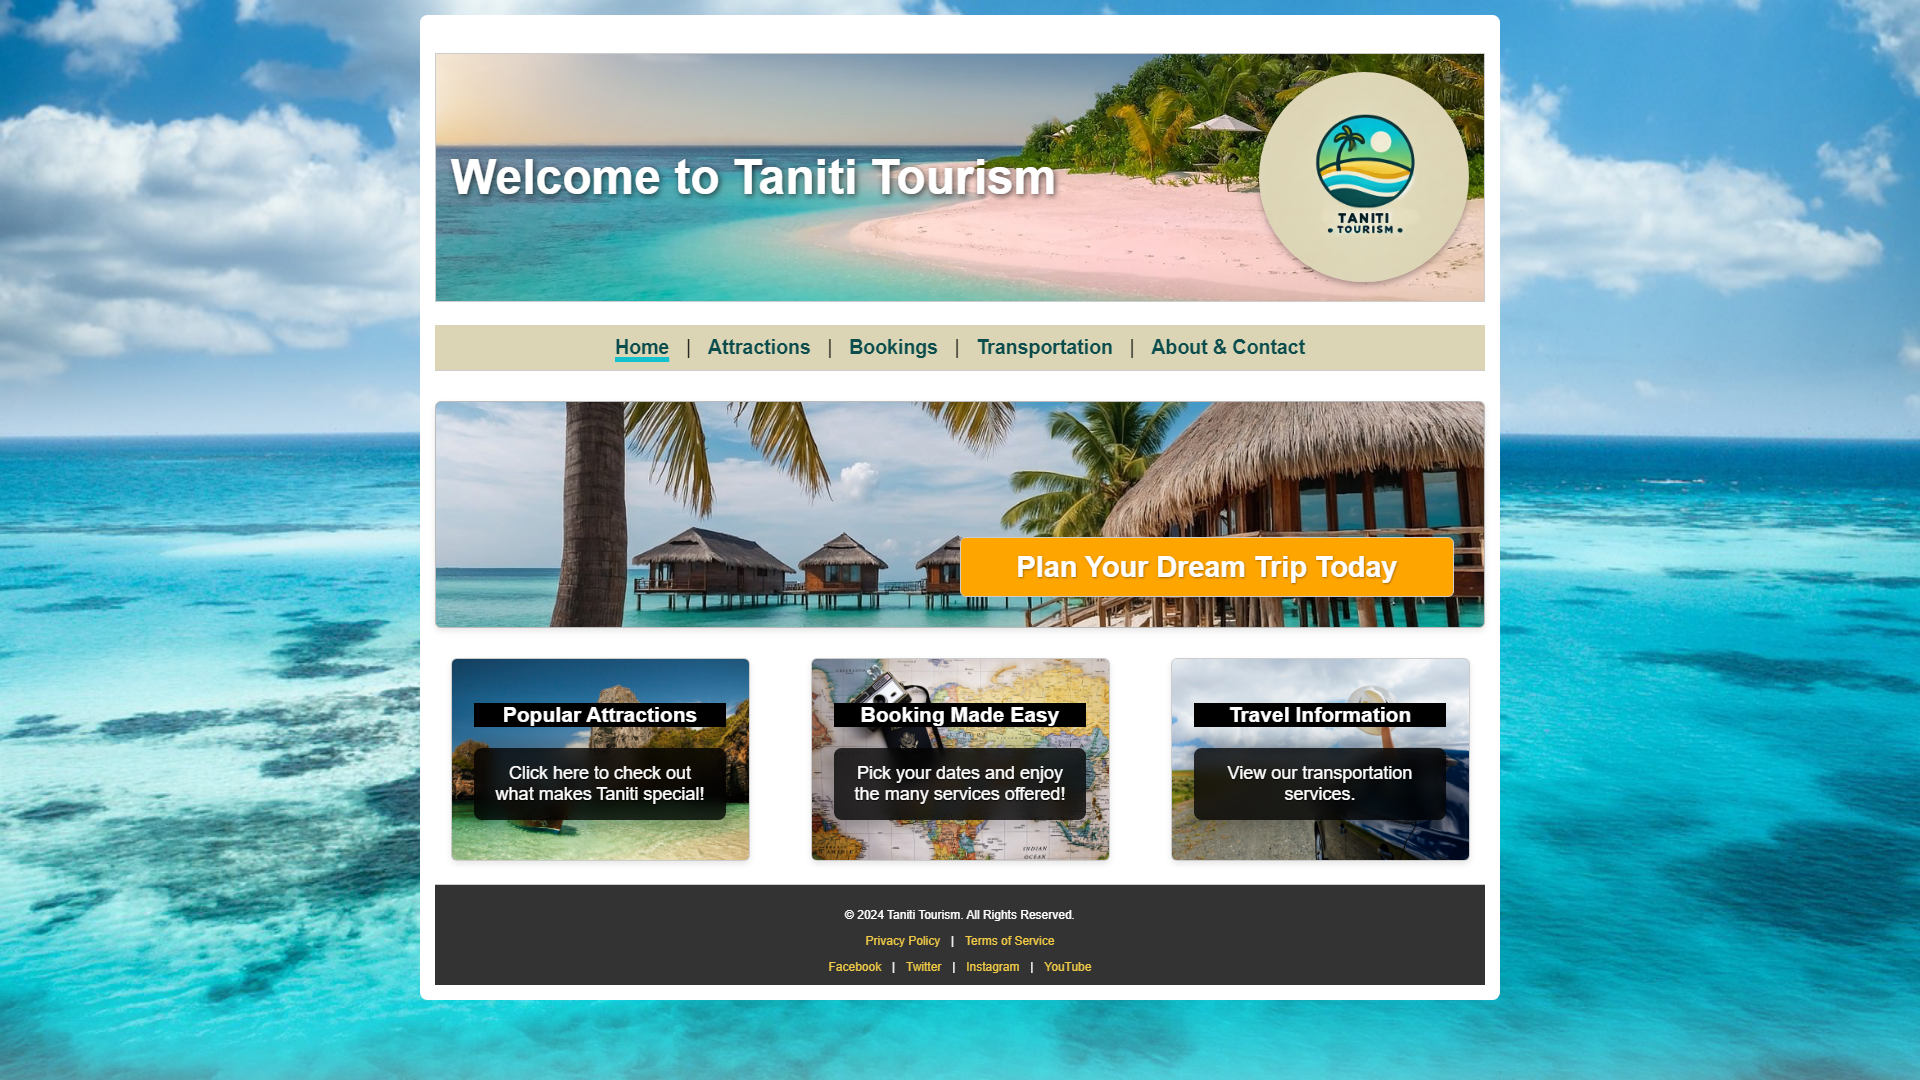 Welcome to Taniti Tourism
TANITI
• TOURISM •
Home | Attractions | Bookings | Transportation | About & Contact
Plan Your Dream Trip Today
Popular Attractions
Click here to check out
what makes Taniti special!
Booking Made Easy
Pick your dates and enjoy
the many services offered!
INDIAN
OCEAN
Travel Information
View our transportation
services.
© 2024 Taniti Tourism. All Rights Reserved.
Privacy Policy | Terms of Service
Facebook | Twitter | Instagram | YouTube